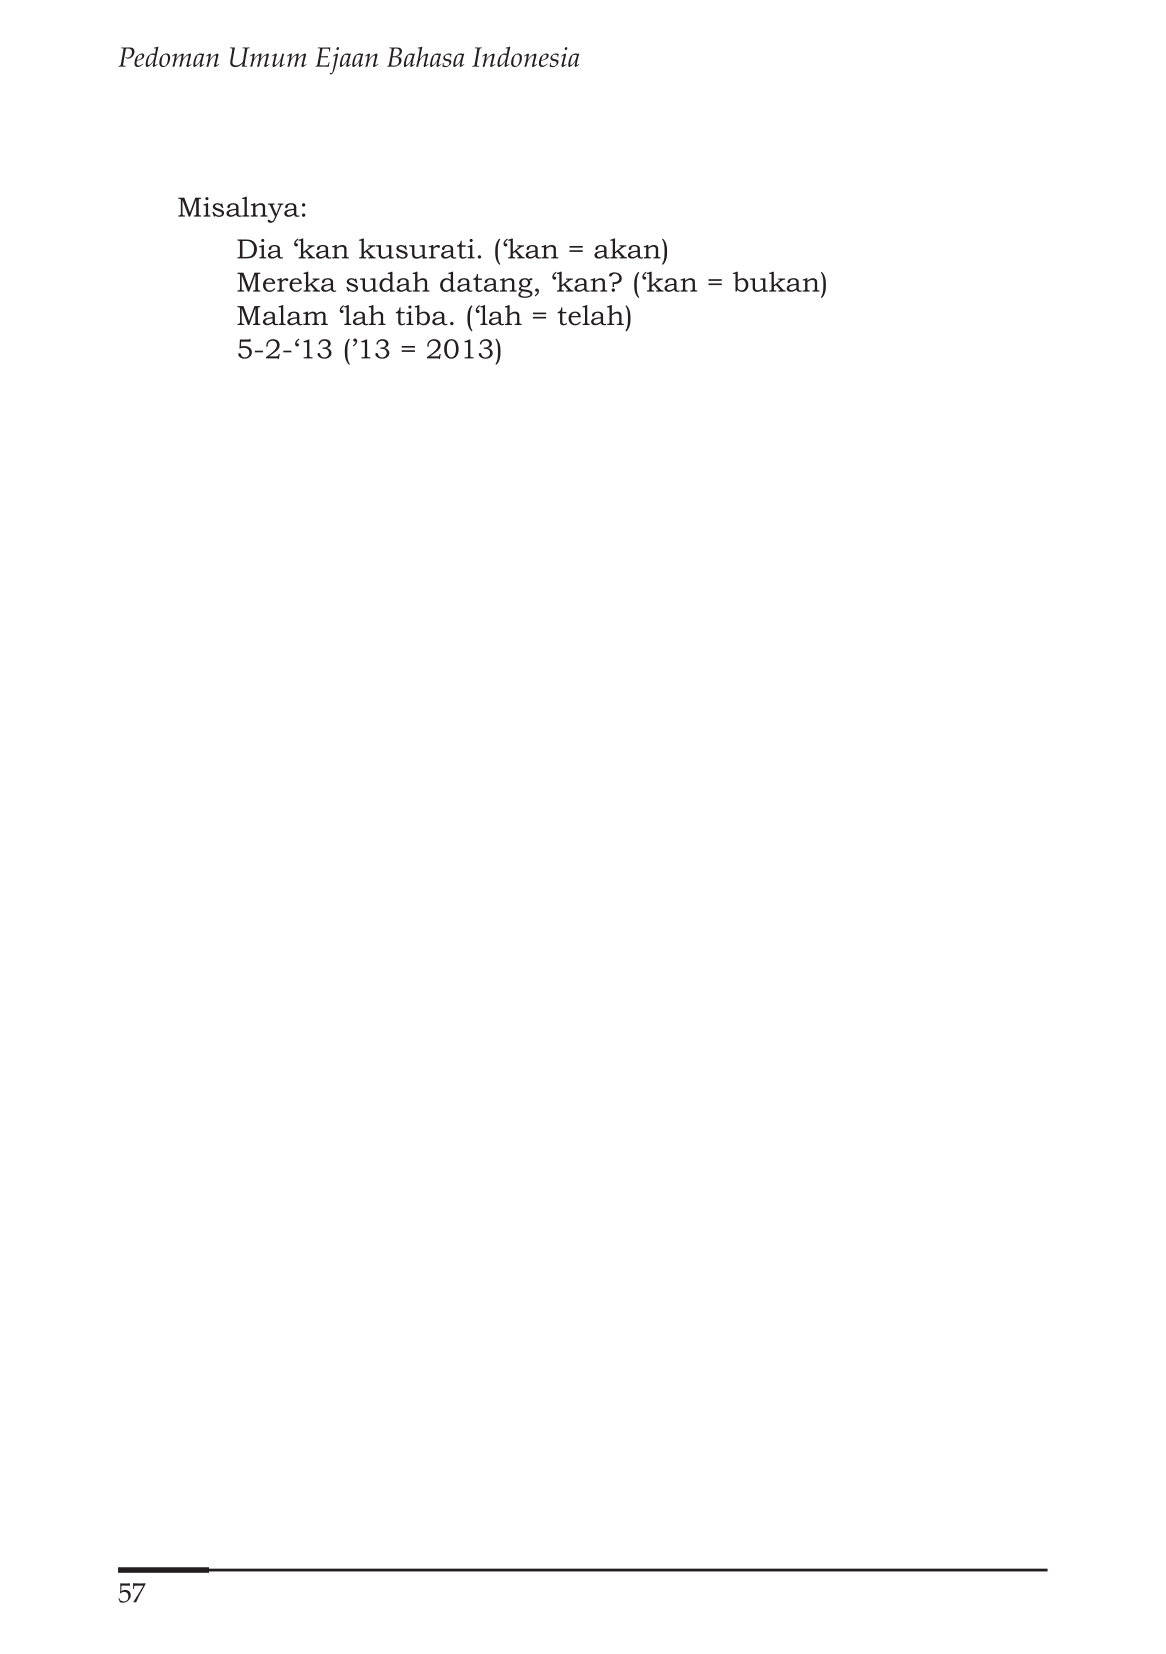 Pedoman Umum Ejaan Bahasa Indonesia
Misalnya:
Dia ‘kan kusurati. (‘kan = akan)
Mereka sudah datang, ‘kan? (‘kan = bukan)
Malam ‘lah tiba. (‘lah = telah)
5-2-‘13 (’13 = 2013)
57